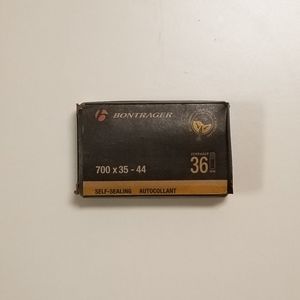 BONTRAGER
700 x 35 - 44
36
SELF-SEALING AUTOCOLLANT